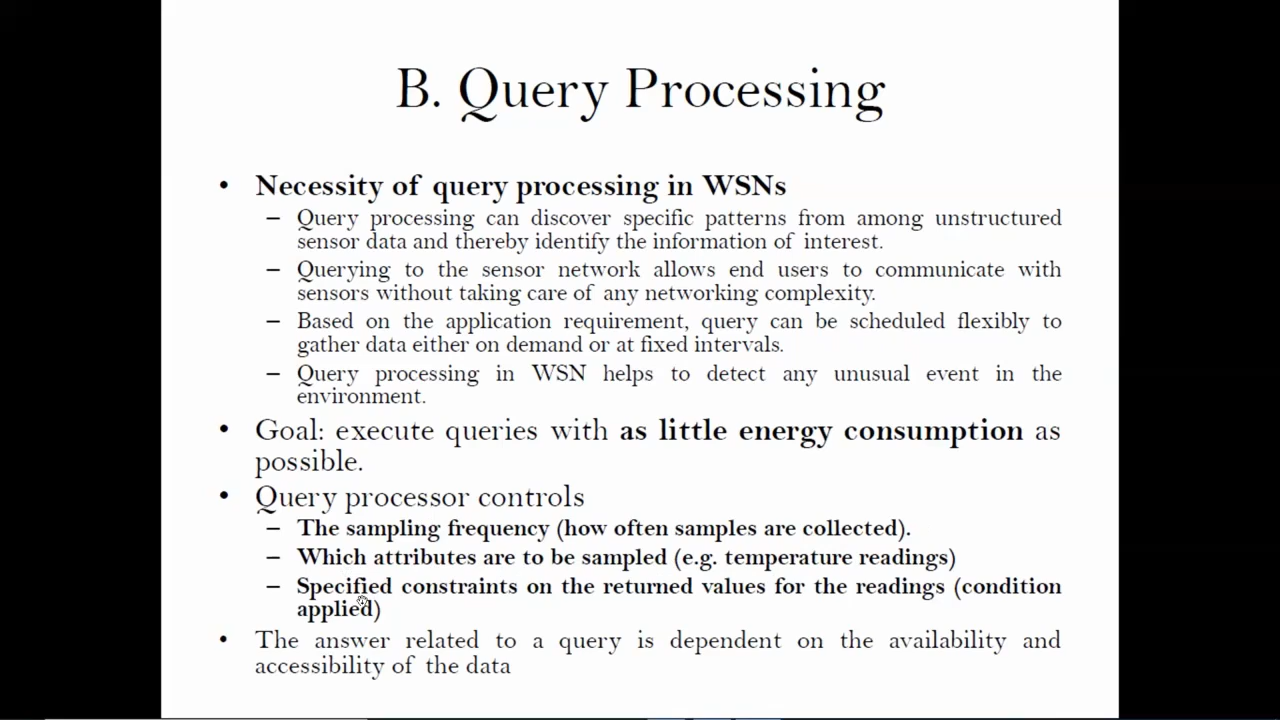 B. Query Processing
• Necessity of query processing in WSNs
– Query processing can discover specific patterns from among unstructured
sensor data and thereby identify the information of interest.
– Querying to the sensor network allows end users to communicate with
sensors without taking care of any networking complexity.
– Based on the application requirement, query can be scheduled flexibly to
gather data either on demand or at fixed intervals.
– Query processing in WSN helps to detect any unusual event in the
environment.
• Goal: execute queries with as little energy consumption as
possible.
• Query processor controls
– The sampling frequency (how often samples are collected).
– Which attributes are to be sampled (e.g. temperature readings)
– Specified constraints on the returned values for the readings (condition
applied)
• The answer related to a query is dependent on the availability and
accessibility of the data